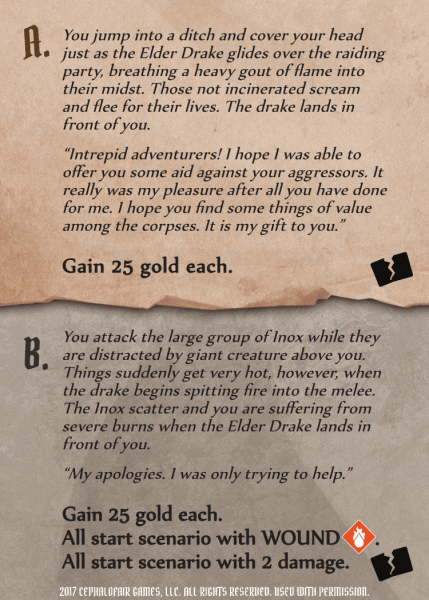 A.
You jump into a ditch and cover your head
just as the Elder Drake glides over the raiding
party, breathing a heavy gout of flame into
their midst. Those not incinerated scream
and flee for their lives. The drake lands in
front of you.
“Intrepid adventurers! I hope I was able to
offer you some aid against your aggressors. It
really was my pleasure after all you have done
for me. I hope you find some things of value
among the corpses. It is my gift to you.”
Gain 25 gold each.
B.
You attack the large group of Inox while they
are distracted by giant creature above you.
Things suddenly get very hot, however, when
the drake begins spitting fire into the melee.
The Inox scatter and you are suffering from
severe burns when the Elder Drake lands in
front of you.
“My apologies. I was only trying to help.”
Gain 25 gold each.
All start scenario with WOUND.
All start scenario with 2 damage.
2017 CEPHALOFAIR GAMES, LLC. ALL RIGHTS RESERVED. USED WITH PERMISSION.